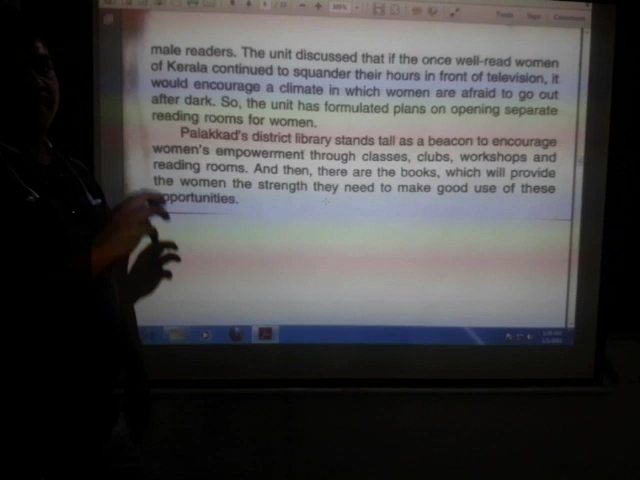 Tools Sign Comment
male readers. The unit discussed that if the once well-read women
of Kerala continued to squander their hours in front of television, it
would encourage a climate in which women are afraid to go out
after dark. So, the unit has formulated plans on opening separate
reading rooms for women.
Palakkad's district library stands tall as a beacon to encourage
women's empowerment through classes, clubs, workshops and
reading rooms. And then, there are the books, which will provide
the women the strength they need to make good use of these
pportunities.